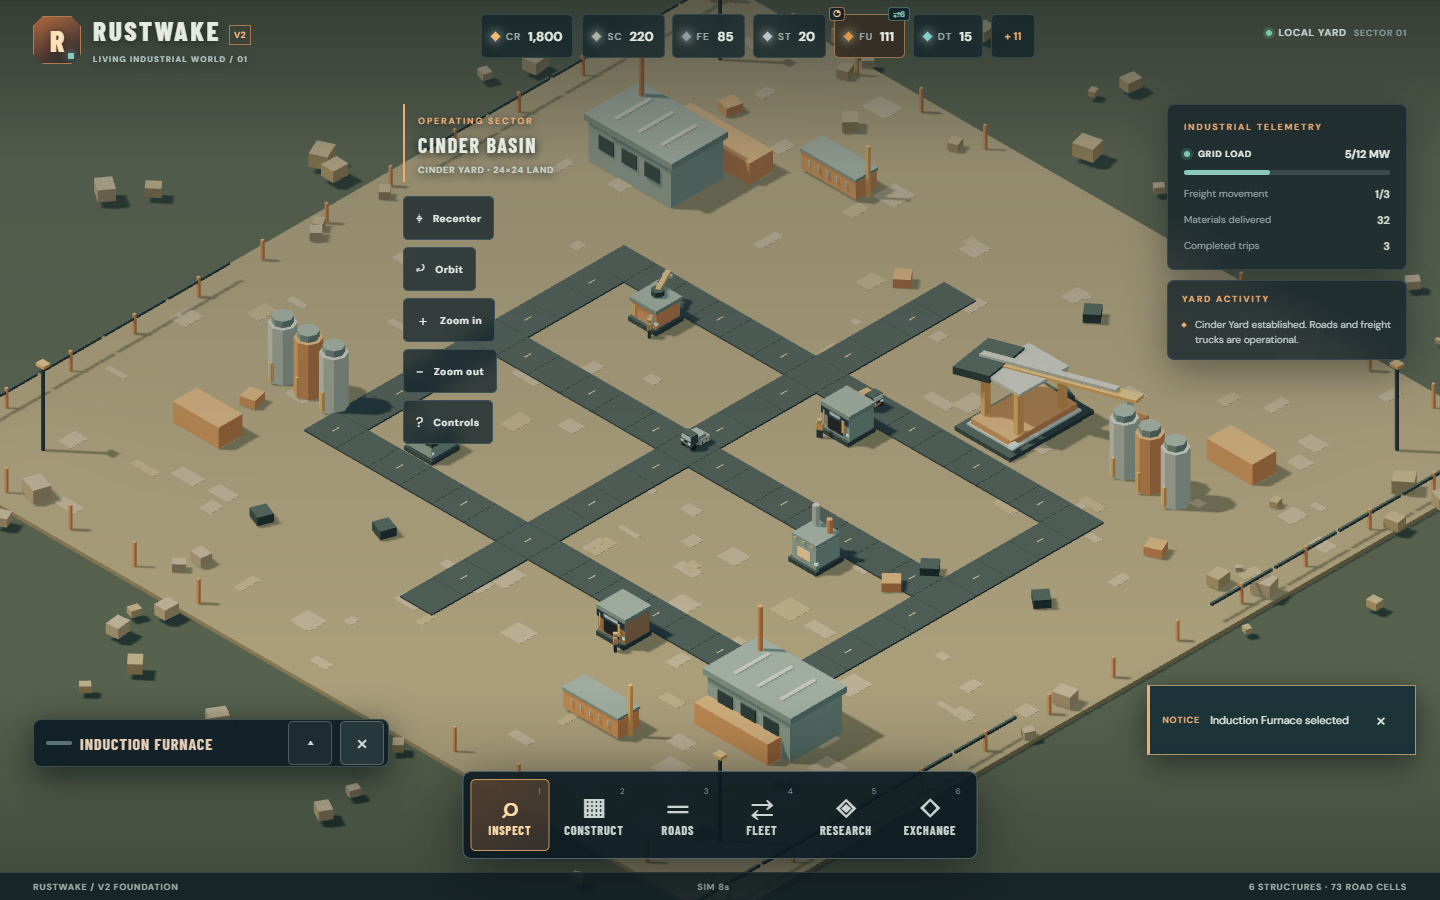 R
RUSTWAKE V2
LIVING INDUSTRIAL WORLD / 01
CR 1,800
SC 220
FE 85
ST 20
⇄6
FU 111
DT 15
+11
LOCAL YARD SECTOR 01
OPERATING SECTOR
CINDER BASIN
CINDER YARD · 24×24 LAND
Recenter
Orbit
+ Zoom in
− Zoom out
? Controls
INDUSTRIAL TELEMETRY
GRID LOAD 5/12 MW
Freight movement 1/3
Materials delivered 32
Completed trips 3
YARD ACTIVITY
Cinder Yard established. Roads and freight
trucks are operational.
INDUCTION FURNACE ▲ ×
NOTICE Induction Furnace selected ×
1
INSPECT
2
CONSTRUCT
3
ROADS
4
FLEET
5
RESEARCH
6
EXCHANGE
RUSTWAKE / V2 FOUNDATION
SIM 8s
6 STRUCTURES · 73 ROAD CELLS